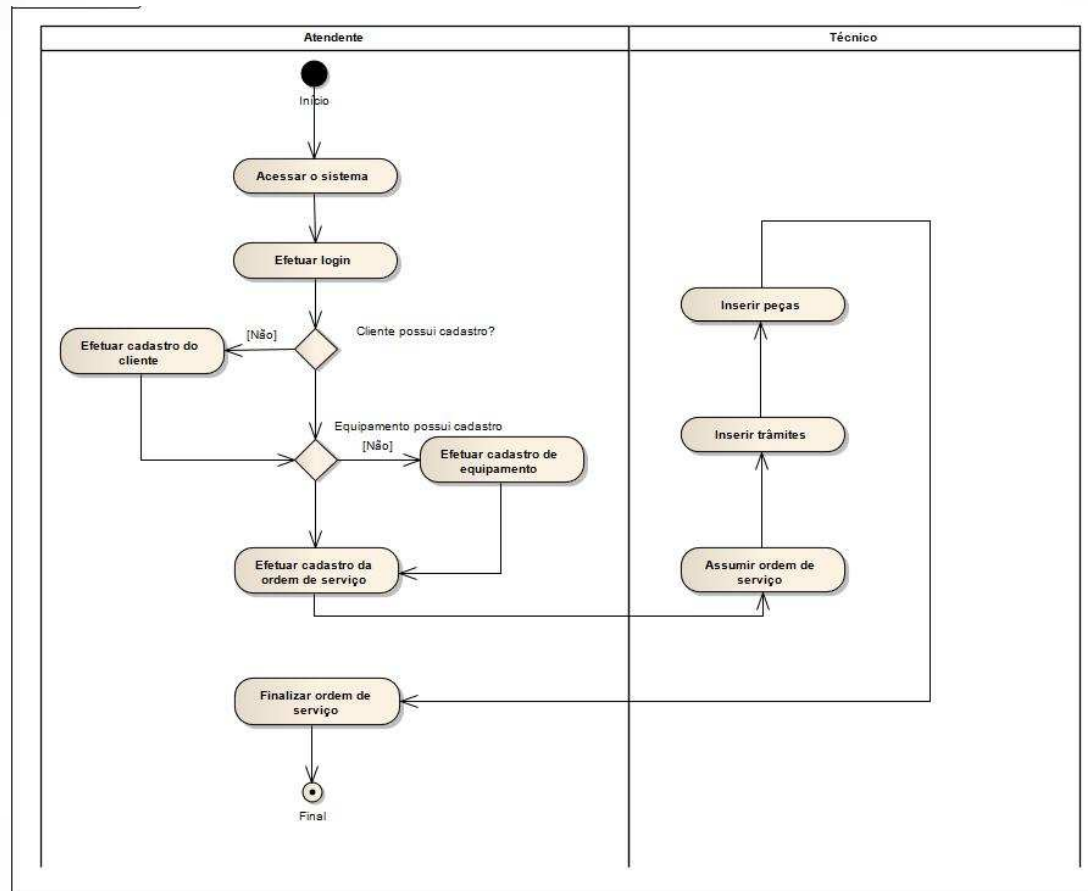 Atendente
Técnico
Início
Acessar o sistema
Efetuar login
Cliente possui cadastro?
[Não]
Efetuar cadastro do
cliente
Equipamento possui cadastro
[Não]
Efetuar cadastro de
equipamento
Efetuar cadastro da
ordem de serviço
Assumir ordem de
serviço
Inserir trâmites
Inserir peças
Finalizar ordem de
serviço
Final